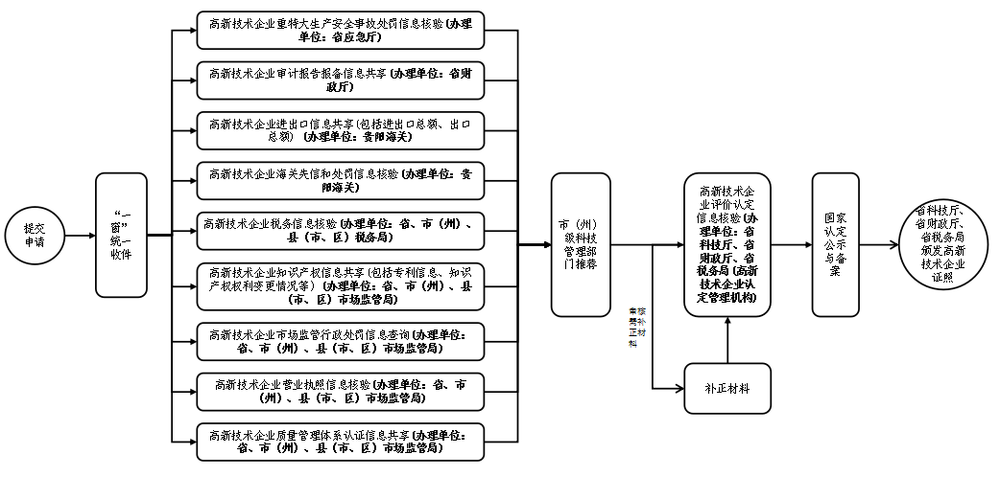 提交
申请
“一
窗”
统一
收件
高新技术企业重特大生产安全事故处罚信息核验(办理
单位：省应急厅)
高新技术企业审计报告报备信息共享(办理单位：省财
政厅)
高新技术企业进出口信息共享(包括进出口总额、出口
总额) (办理单位：贵阳海关)
高新技术企业海关失信和处罚信息核验(办理单位：贵
阳海关)
高新技术企业税务信息核验(办理单位：省、市（州）、
县（市、区）税务局)
高新技术企业知识产权信息共享(包括专利信息、知识
产权权利变更情况等) (办理单位：省、市（州）、县
（市、区）市场监管局)
高新技术企业市场监管行政处罚信息查询(办理单位：
省、市（州）、县（市、区）市场监管局)
高新技术企业营业执照信息核验(办理单位：省、市
（州）、县（市、区）市场监管局)
高新技术企业质量管理体系认证信息共享(办理单位：
省、市（州）、县（市、区）市场监管局)
市（州）
级科技
管理部
门推荐
审核
需补
正材
料
高新技术企
业评价认定
信息核验(办
理单位：省
科技厅、省
财政厅、省
税务局(高新
技术企业认
定管理机构)
补正材料
国家
认定
公示
与备
案
省科技厅、
省财政厅、
省税务局
颁发高新
技术企业
证照